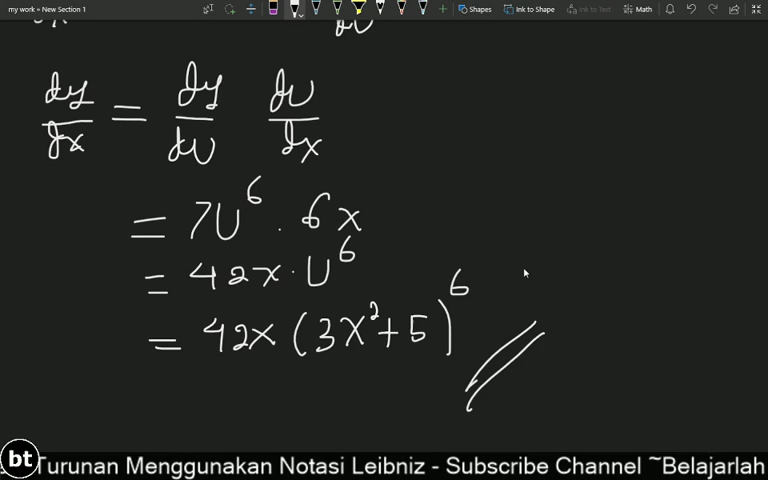 my work » New Section 1
Shapes Ink to Shape Ink to Text Math
dy/dx = dy/du du/dx
= 7U^6 . 6x
= 42x . U^6
= 42x (3x^2+5)^6
bt
Turunan Menggunakan Notasi Leibniz - Subscribe Channel ~Belajarlah